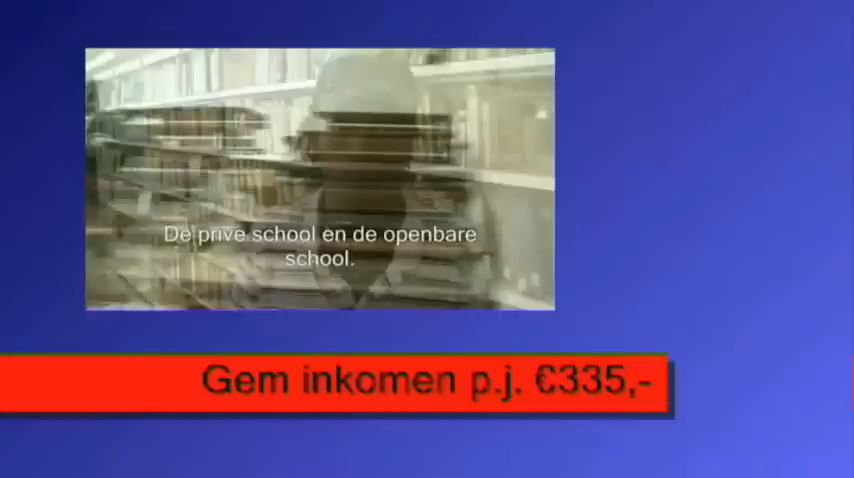 De prive school en de openbare
school.
Gem inkomen p.j. €335,-